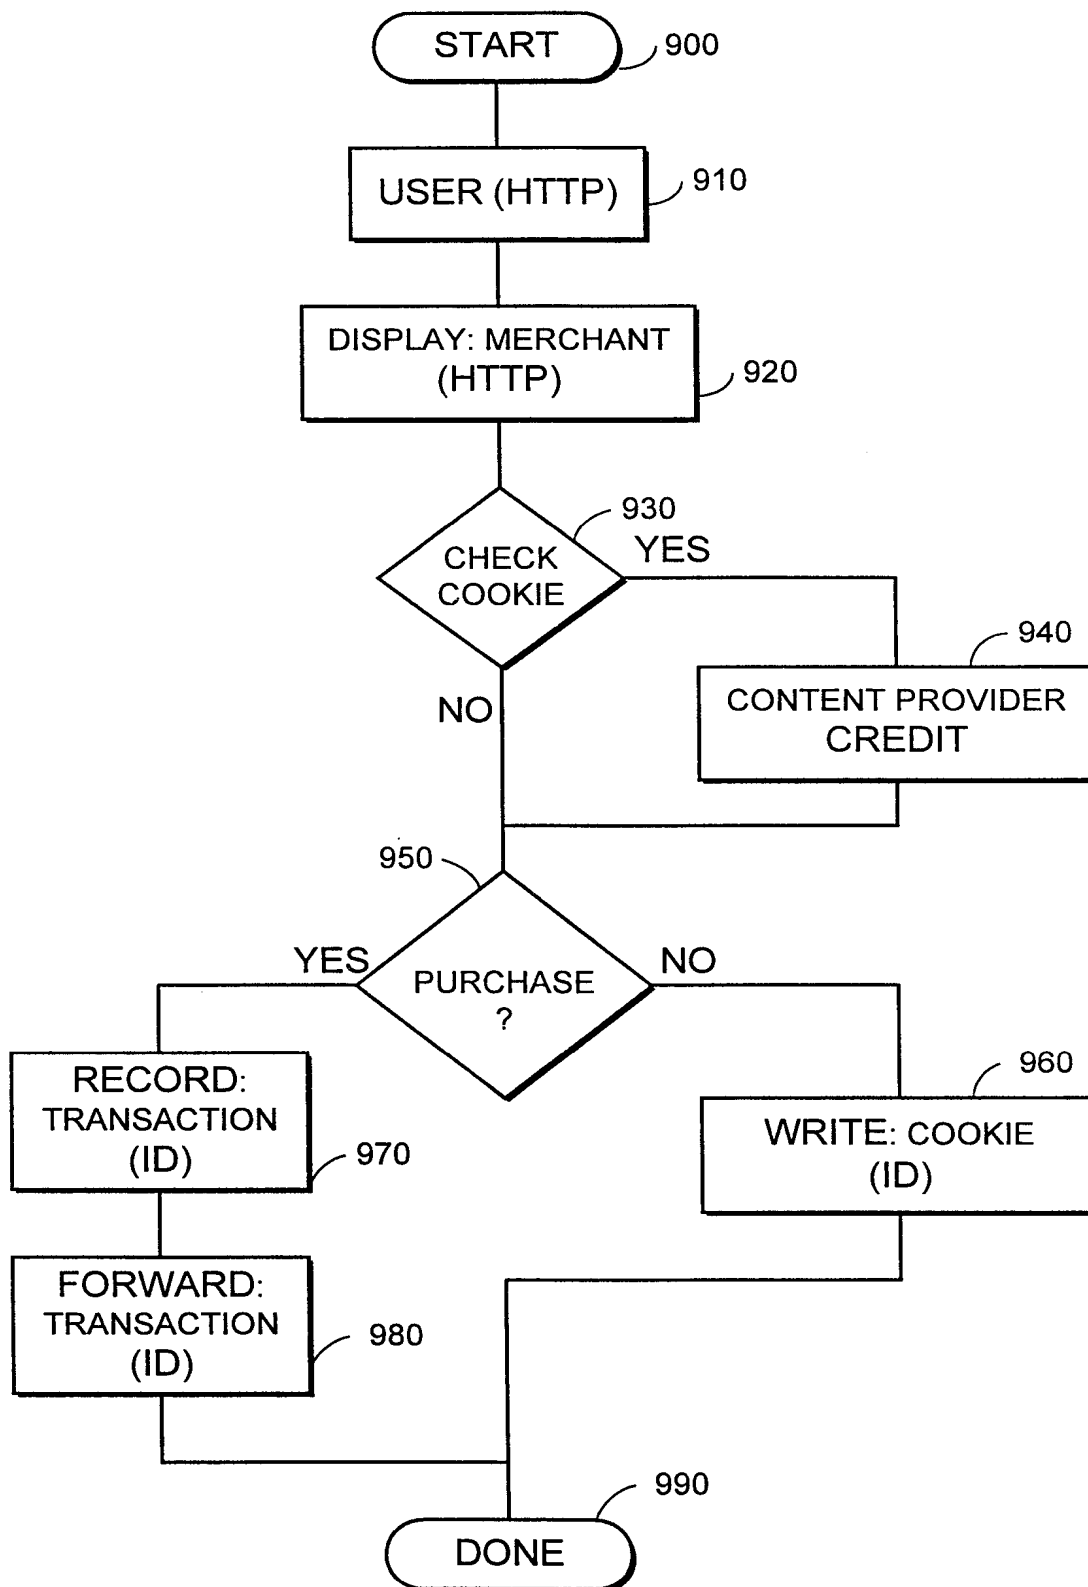 START
900
USER (HTTP)
910
DISPLAY: MERCHANT
(HTTP)
920
930
CHECK
COOKIE
YES
NO
940
CONTENT PROVIDER
CREDIT
950
YES
PURCHASE
?
NO
RECORD:
TRANSACTION
(ID)
970
960
WRITE: COOKIE
(ID)
FORWARD:
TRANSACTION
(ID)
980
990
DONE